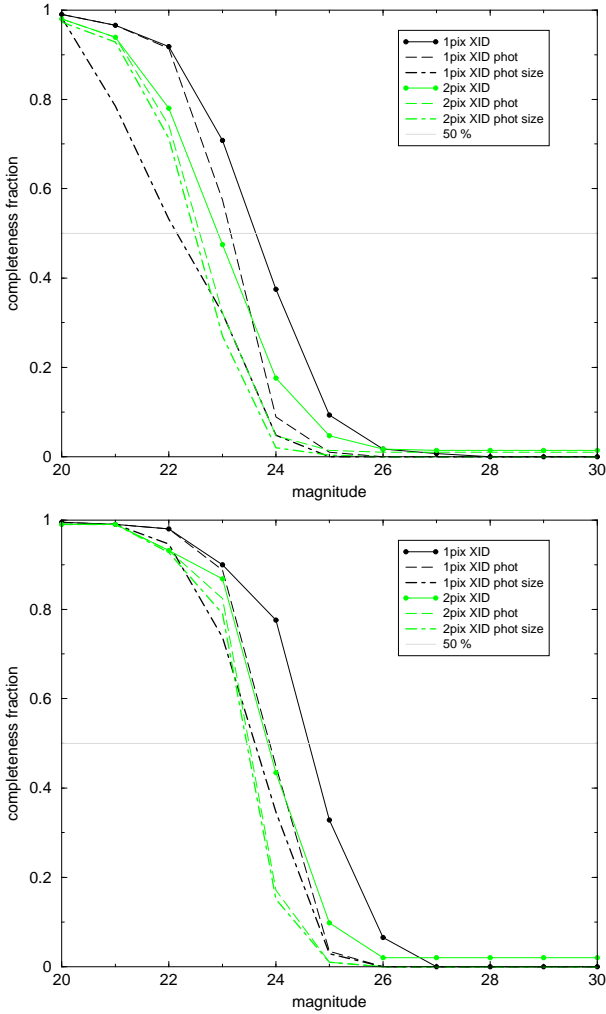 1
0.8
0.6
0.4
0.2
0
completeness fraction
20
22
24
26
28
30
magnitude
1pix XID
1pix XID phot
1pix XID phot size
2pix XID
2pix XID phot
2pix XID phot size
50 %
1
0.8
0.6
0.4
0.2
0
completeness fraction
20
22
24
26
28
30
magnitude
1pix XID
1pix XID phot
1pix XID phot size
2pix XID
2pix XID phot
2pix XID phot size
50 %